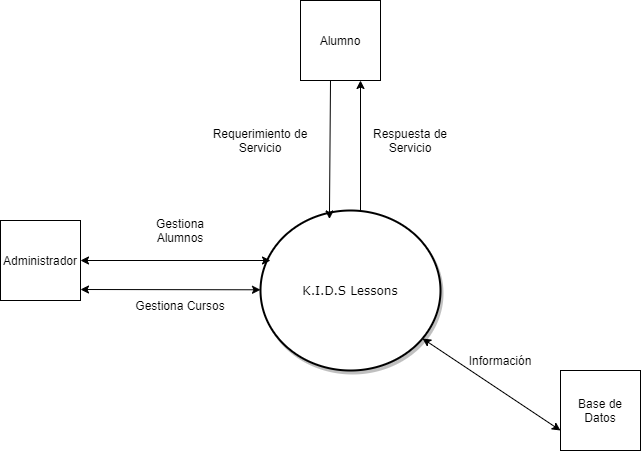 Alumno
Requerimiento de
Servicio
Respuesta de
Servicio
Gestiona
Alumnos
Administrador
Gestiona Cursos
K.I.D.S Lessons
Información
Base de
Datos